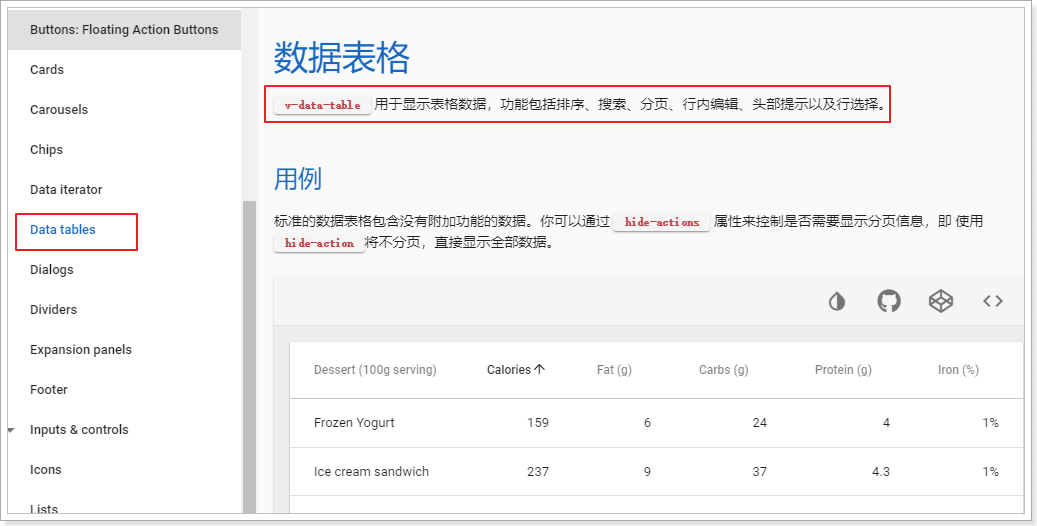 Buttons: Floating Action Buttons
Cards
Carousels
Chips
Data iterator
Data tables
Dialogs
Dividers
Expansion panels
Footer
Inputs & controls
Icons
Lists
数据表格
v-data-table 用于显示表格数据，功能包括排序、搜索、分页、行内编辑、头部提示以及行选择。
用例
标准的数据表格包含没有附加功能的数据。你可以通过 hide-actions 属性来控制是否需要显示分页信息，即 使用
hide-action 将不分页，直接显示全部数据。
Dessert (100g serving) Calories Fat (g) Carbs (g) Protein (g) Iron (%)
Frozen Yogurt 159 6 24 4 1%
Ice cream sandwich 237 9 37 4.3 1%